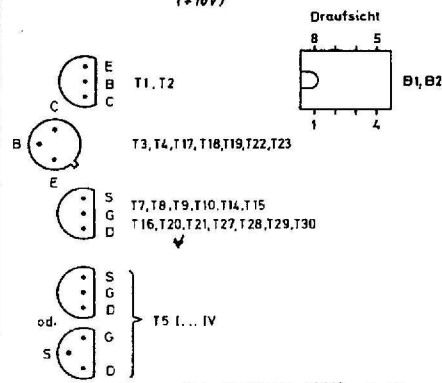 (+10V)
Draufsicht
8 5
B1, B2
1 4
E
B T1, T2
C
C
B T3, T4, T17, T18, T19, T22, T23
E
S T7, T8, T9, T10, T14, T15
G T16, T20, T21, T27, T28, T29, T30
D
S
G
D
od. T5 I... IV
G
S
D